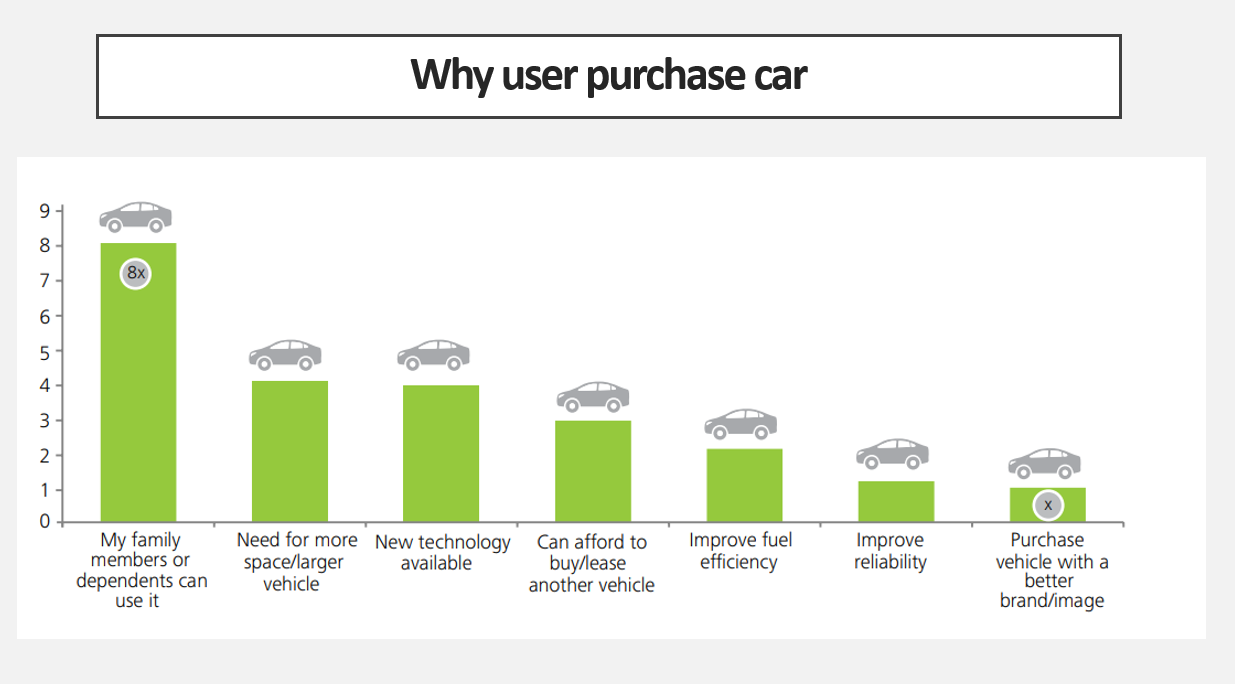 Why user purchase car
9
8
7
6
5
4
3
2
1
0
8x
x
My family
members or
dependents can
use it
Need for more
space/larger
vehicle
New technology
available
Can afford to
buy/lease
another vehicle
Improve fuel
efficiency
Improve
reliability
Purchase
vehicle with a
better
brand/image